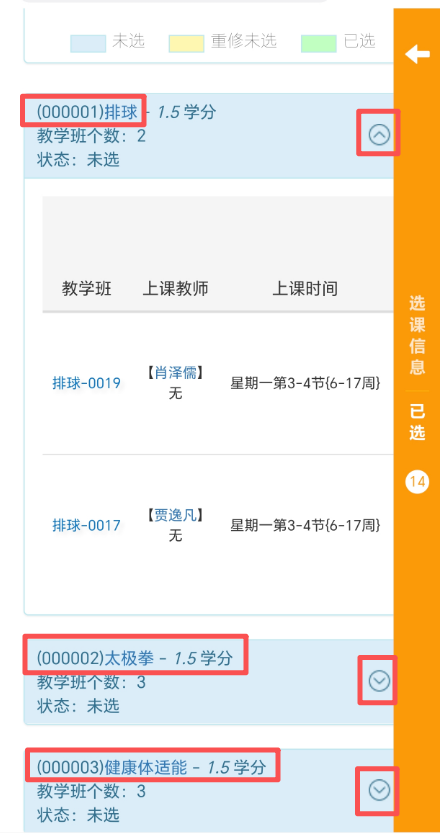 未选 重修未选 已选
(000001)排球 - 1.5 学分
教学班个数：2
状态：未选
教学班 上课教师 上课时间
排球-0019 【肖泽儒】 星期一第3-4节{6-17周}
无
排球-0017 【贾逸凡】 星期一第3-4节{6-17周}
无
(000002)太极拳 - 1.5 学分
教学班个数：3
状态：未选
(000003)健康体适能 - 1.5 学分
教学班个数：3
状态：未选
选课信息
已选
14